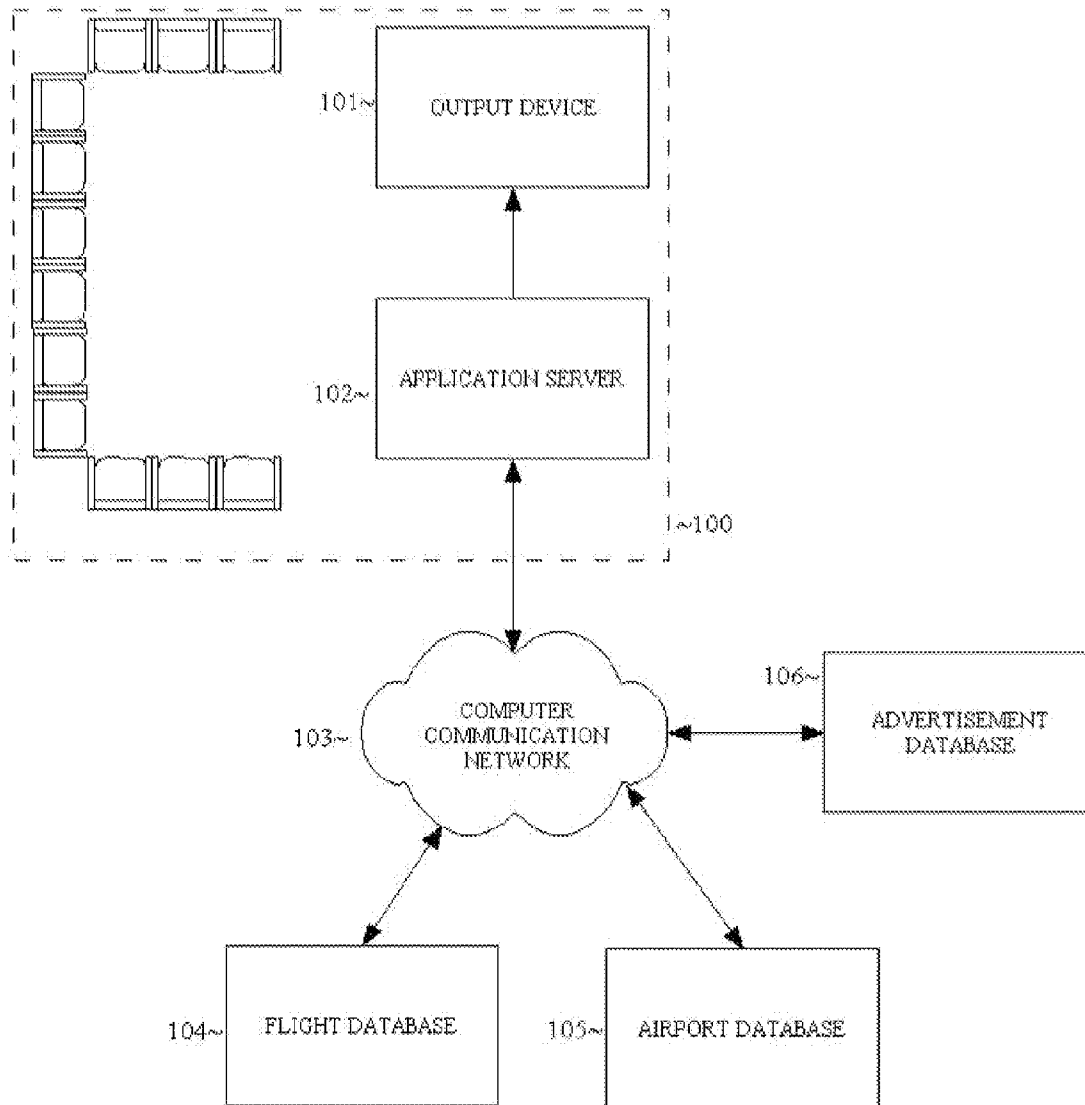 101~
OUTPUT DEVICE
102~
APPLICATION SERVER
~100
103~
COMPUTER
COMMUNICATION
NETWORK
106~
ADVERTISEMENT
DATABASE
104~
FLIGHT DATABASE
105~
AIRPORT DATABASE